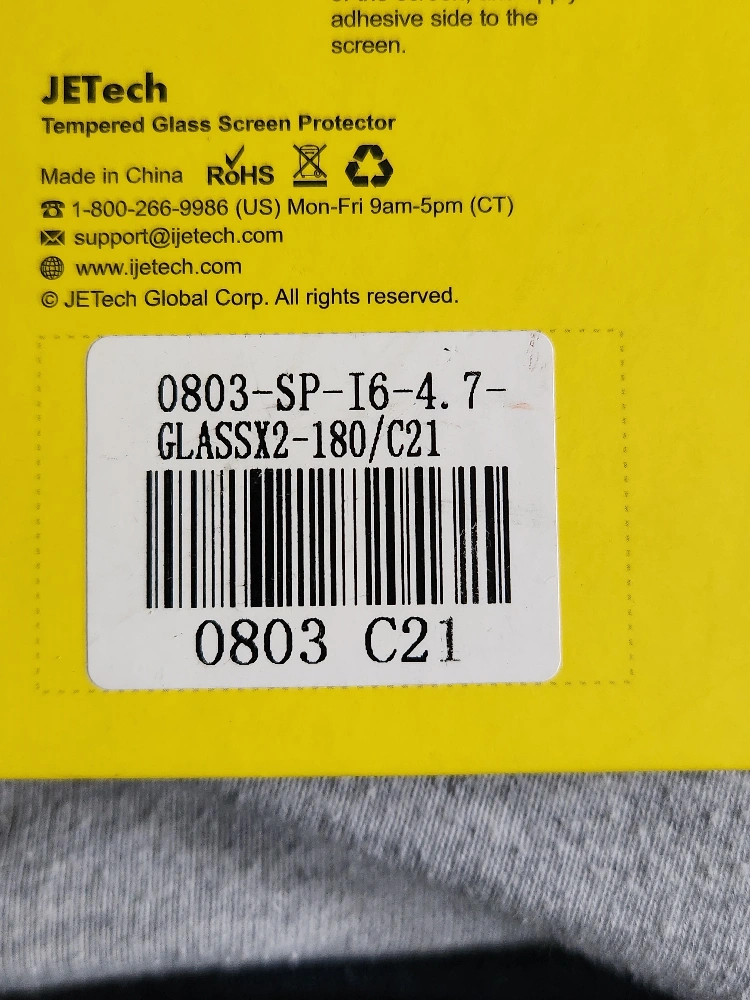 adhesive side to the
screen.
JETech
Tempered Glass Screen Protector
Made in China RoHS
1-800-266-9986 (US) Mon-Fri 9am-5pm (CT)
support@ijetech.com
www.ijetech.com
© JETech Global Corp. All rights reserved.
0803-SP-I6-4.7-
GLASSX2-180/C21
0803 C21